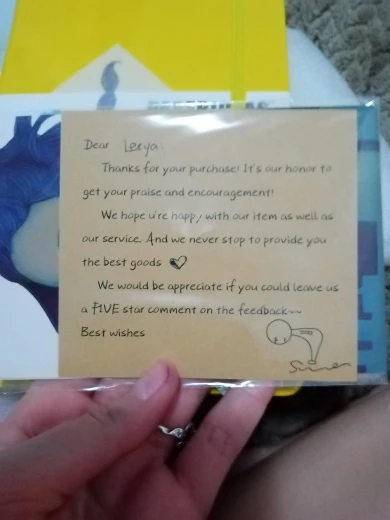 Dear Leeya
Thanks for your purchase! It's our honor to
get your praise and encouragement!
We hope u're happy with our item as well as
our service. And we never stop to provide you
the best goods
We would be appreciate if you could leave us
a fIVE star comment on the feedback~~
Best wishes